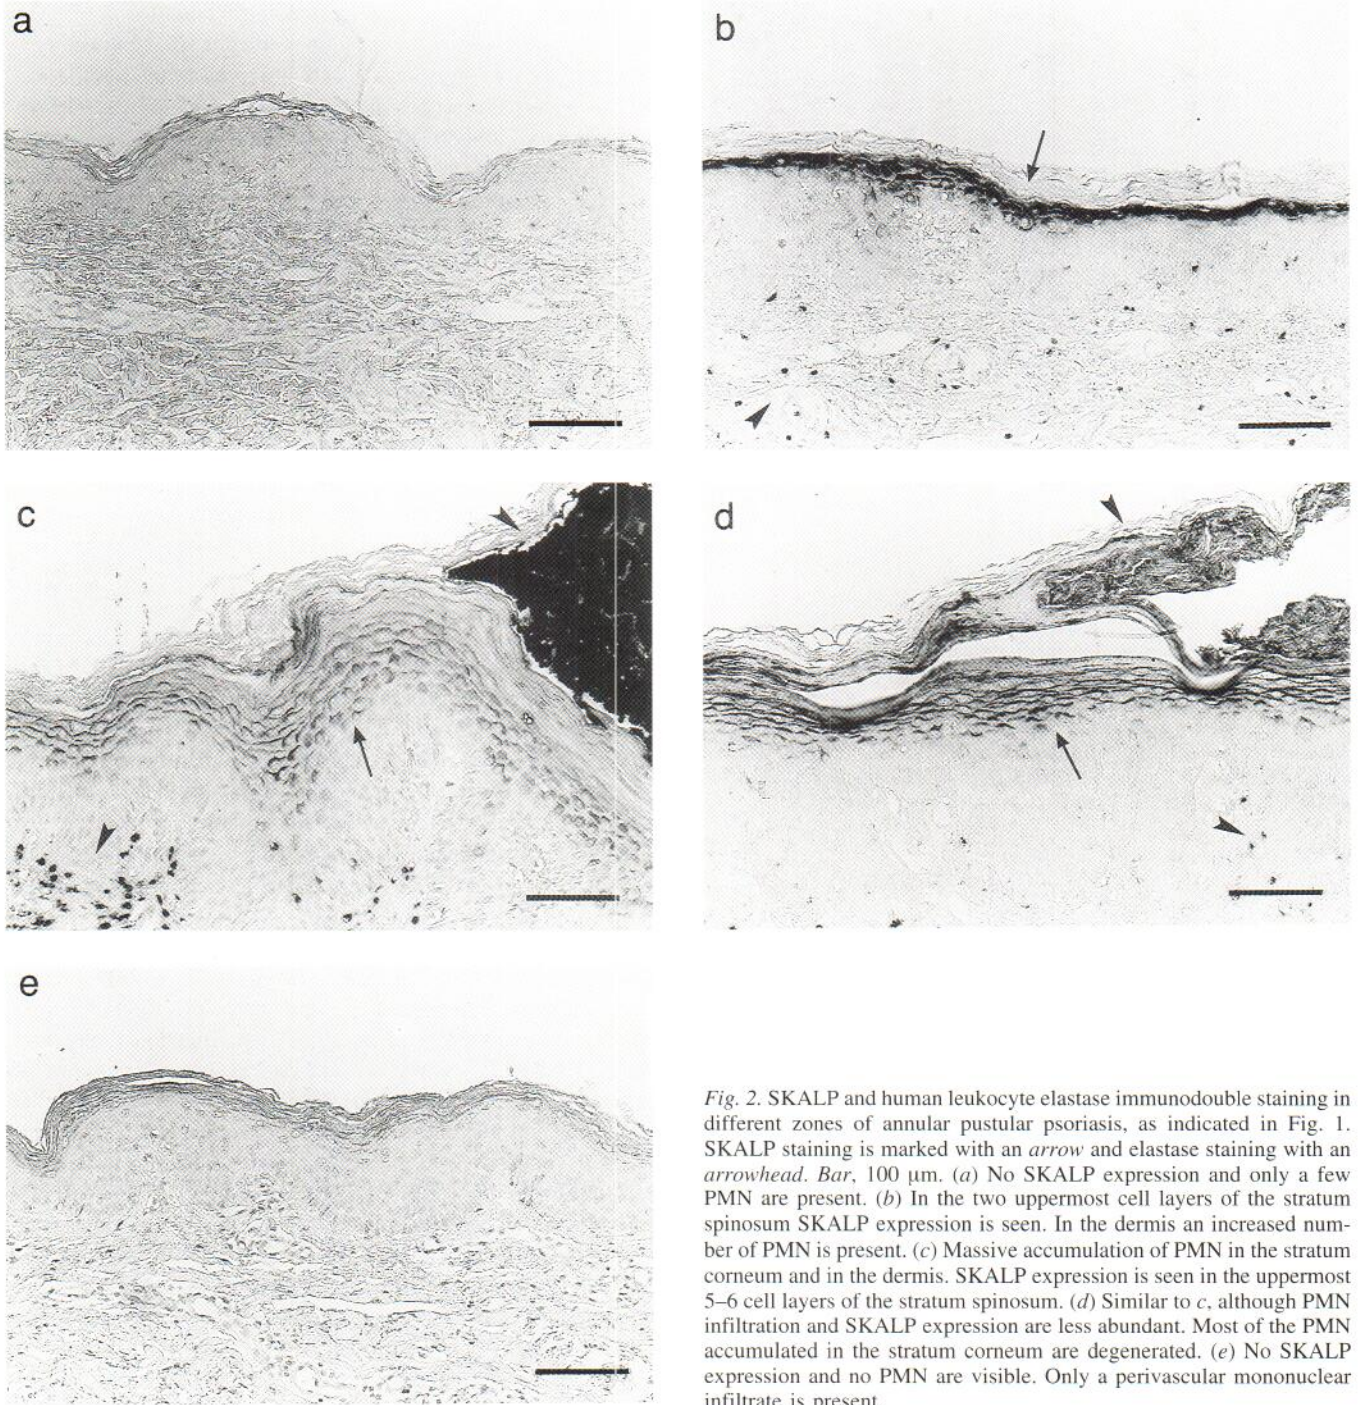 a
b
c
d
e
Fig. 2. SKALP and human leukocyte elastase immunodouble staining in
different zones of annular pustular psoriasis, as indicated in Fig. 1.
SKALP staining is marked with an arrow and elastase staining with an
arrowhead. Bar, 100 μm. (a) No SKALP expression and only a few
PMN are present. (b) In the two uppermost cell layers of the stratum
spinosum SKALP expression is seen. In the dermis an increased num-
ber of PMN is present. (c) Massive accumulation of PMN in the stratum
corneum and in the dermis. SKALP expression is seen in the uppermost
5–6 cell layers of the stratum spinosum. (d) Similar to c, although PMN
infiltration and SKALP expression are less abundant. Most of the PMN
accumulated in the stratum corneum are degenerated. (e) No SKALP
expression and no PMN are visible. Only a perivascular mononuclear
infiltrate is present.